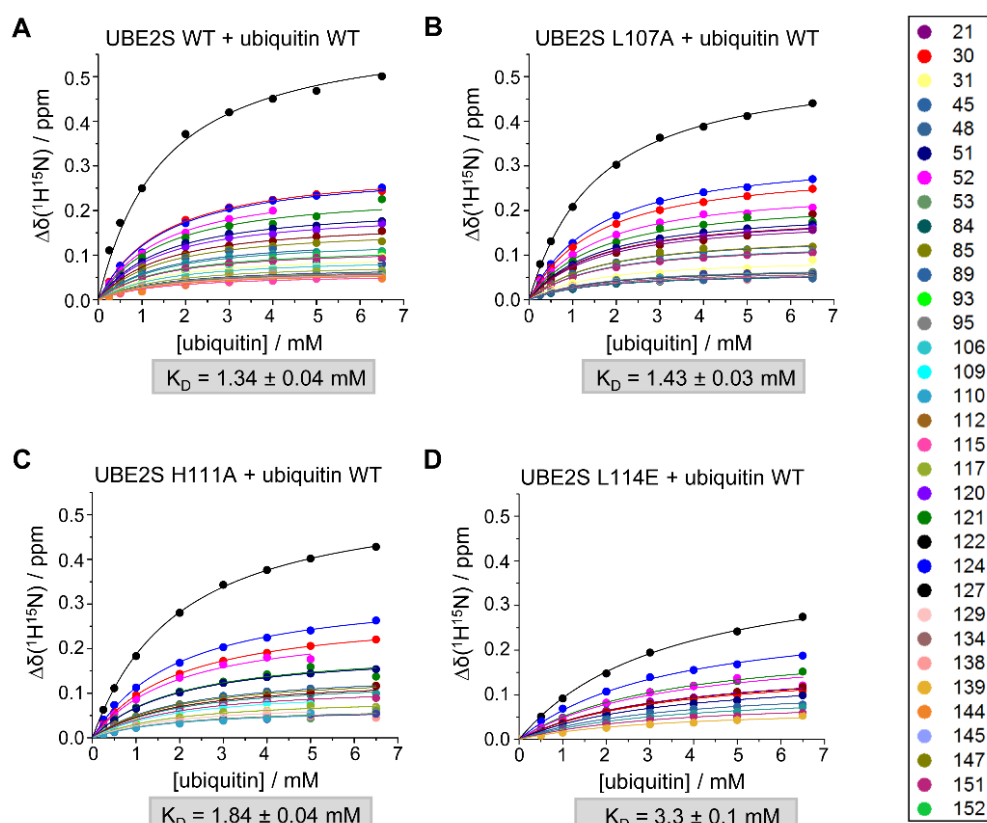 A
UBE2S WT + ubiquitin WT
Δδ(¹H¹⁵N) / ppm
0.5
0.4
0.3
0.2
0.1
0.0
0 1 2 3 4 5 6 7
[ubiquitin] / mM
K_D = 1.34 ± 0.04 mM
B
UBE2S L107A + ubiquitin WT
Δδ(¹H¹⁵N) / ppm
0.5
0.4
0.3
0.2
0.1
0.0
0 1 2 3 4 5 6 7
[ubiquitin] / mM
K_D = 1.43 ± 0.03 mM
C
UBE2S H111A + ubiquitin WT
Δδ(¹H¹⁵N) / ppm
0.5
0.4
0.3
0.2
0.1
0.0
0 1 2 3 4 5 6 7
[ubiquitin] / mM
K_D = 1.84 ± 0.04 mM
D
UBE2S L114E + ubiquitin WT
Δδ(¹H¹⁵N) / ppm
0.5
0.4
0.3
0.2
0.1
0.0
0 1 2 3 4 5 6 7
[ubiquitin] / mM
K_D = 3.3 ± 0.1 mM
21
30
31
45
48
51
52
53
84
85
89
93
95
106
109
110
112
115
117
120
121
122
124
127
129
134
138
139
144
145
147
151
152